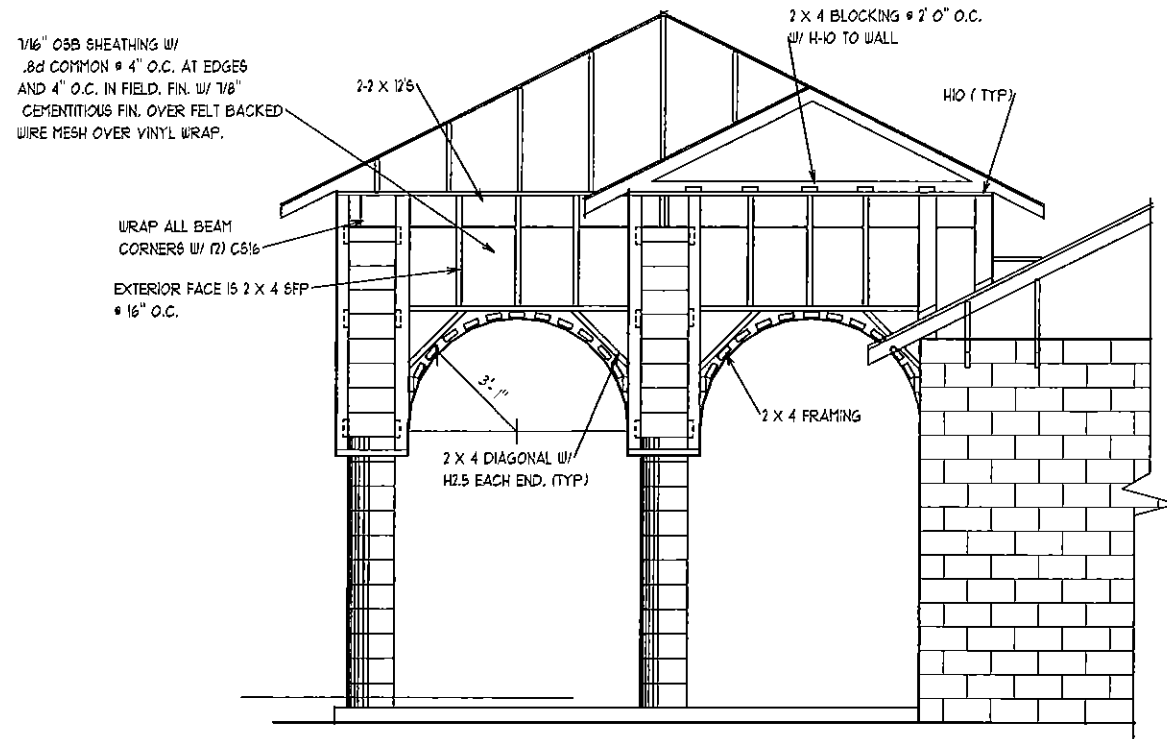 7/16" OSB SHEATHING W/
.8d COMMON @ 4" O.C. AT EDGES
AND 4" O.C. IN FIELD. FIN. W/ 7/8"
CEMENTITIOUS FIN. OVER FELT BACKED
WIRE MESH OVER VINYL WRAP.
2-2 X 12'S
2 X 4 BLOCKING @ 2' 0" O.C.
W/ H-10 TO WALL
H10 ( TYP)
WRAP ALL BEAM
CORNERS W/ (2) CS16
EXTERIOR FACE IS 2 X 4 SFP
@ 16" O.C.
3'-1"
2 X 4 FRAMING
2 X 4 DIAGONAL W/
H2.5 EACH END. (TYP)